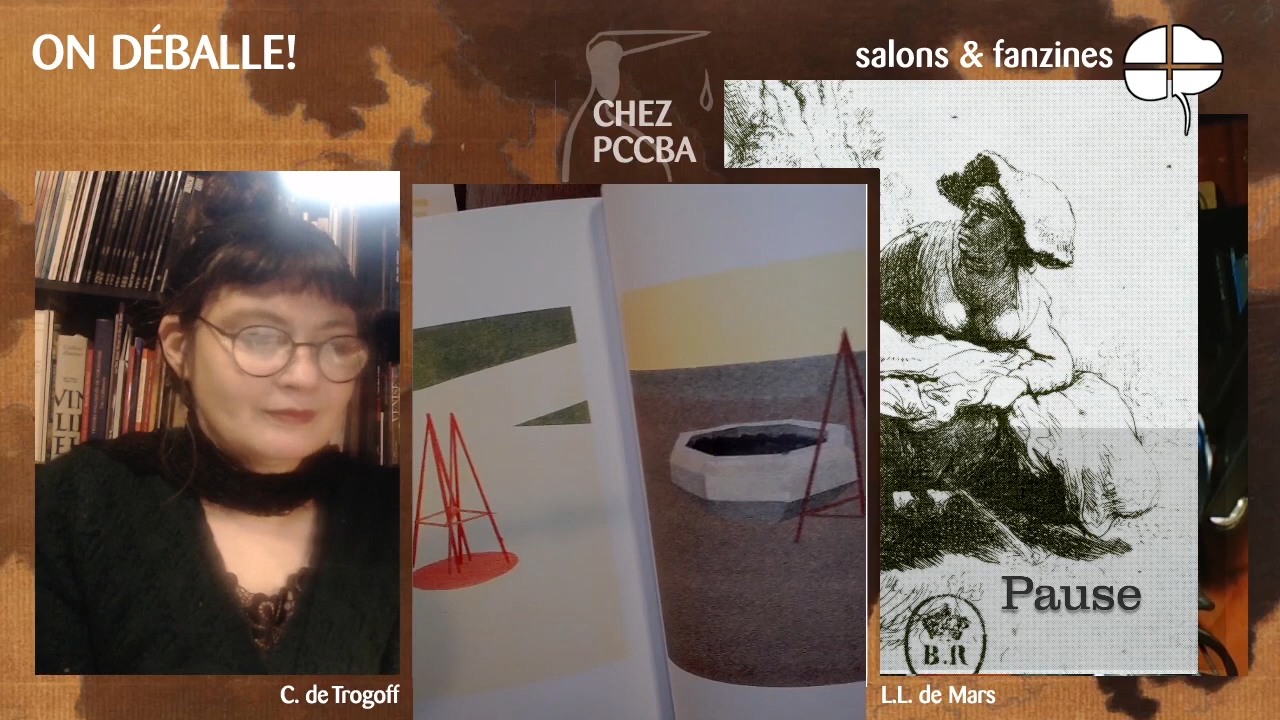 ON DÉBALLE!
salons & fanzines
CHEZ
PCCBA
Pause
B.R
C. de Trogoff
L.L. de Mars